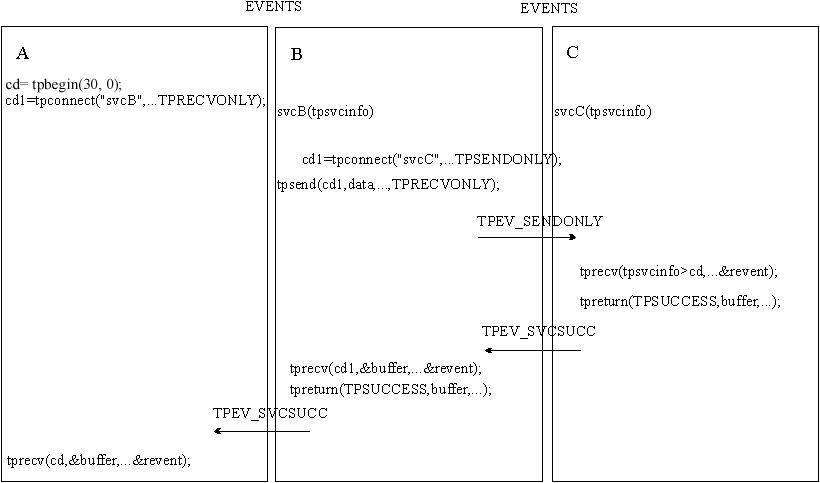 EVENTS
EVENTS
A
B
C
cd= tpbegin(30, 0);
cd1=tpconnect("svcB",...TPRECVONLY);
svcB(tpsvcinfo)
svcC(tpsvcinfo)
cd1=tpconnect("svcC",...TPSENDONLY);
tpsend(cd1,data,...,TPRECVONLY);
TPEV_SENDONLY
tprecv(tpsvcinfo>cd,...&revent);
tpreturn(TPSUCCESS,buffer,...);
TPEV_SVCSUCC
tprecv(cd1,&buffer,...&revent);
tpreturn(TPSUCCESS,buffer,...);
TPEV_SVCSUCC
tprecv(cd,&buffer,...&revent);